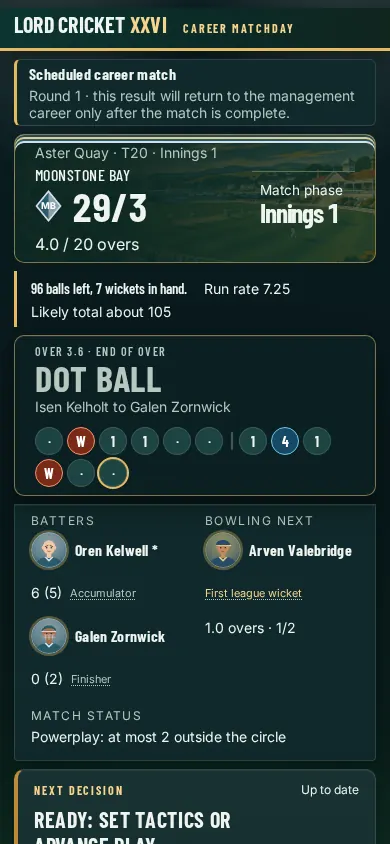 LORD CRICKET XXVI CAREER MATCHDAY
Scheduled career match
Round 1 · this result will return to the management
career only after the match is complete.
Aster Quay · T20 · Innings 1
MOONSTONE BAY
MB 29/3
Match phase
Innings 1
4.0 / 20 overs
96 balls left, 7 wickets in hand. Run rate 7.25
Likely total about 105
OVER 3.6 · END OF OVER
DOT BALL
Isen Kelholt to Galen Zornwick
· W 1 1 · · | 1 4 1
W · ·
BATTERS
Oren Kelwell *
6 (5) Accumulator
Galen Zornwick
0 (2) Finisher
BOWLING NEXT
Arven Valebridge
First league wicket
1.0 overs · 1/2
MATCH STATUS
Powerplay: at most 2 outside the circle
NEXT DECISION Up to date
READY: SET TACTICS OR
ADVANCE PLAY